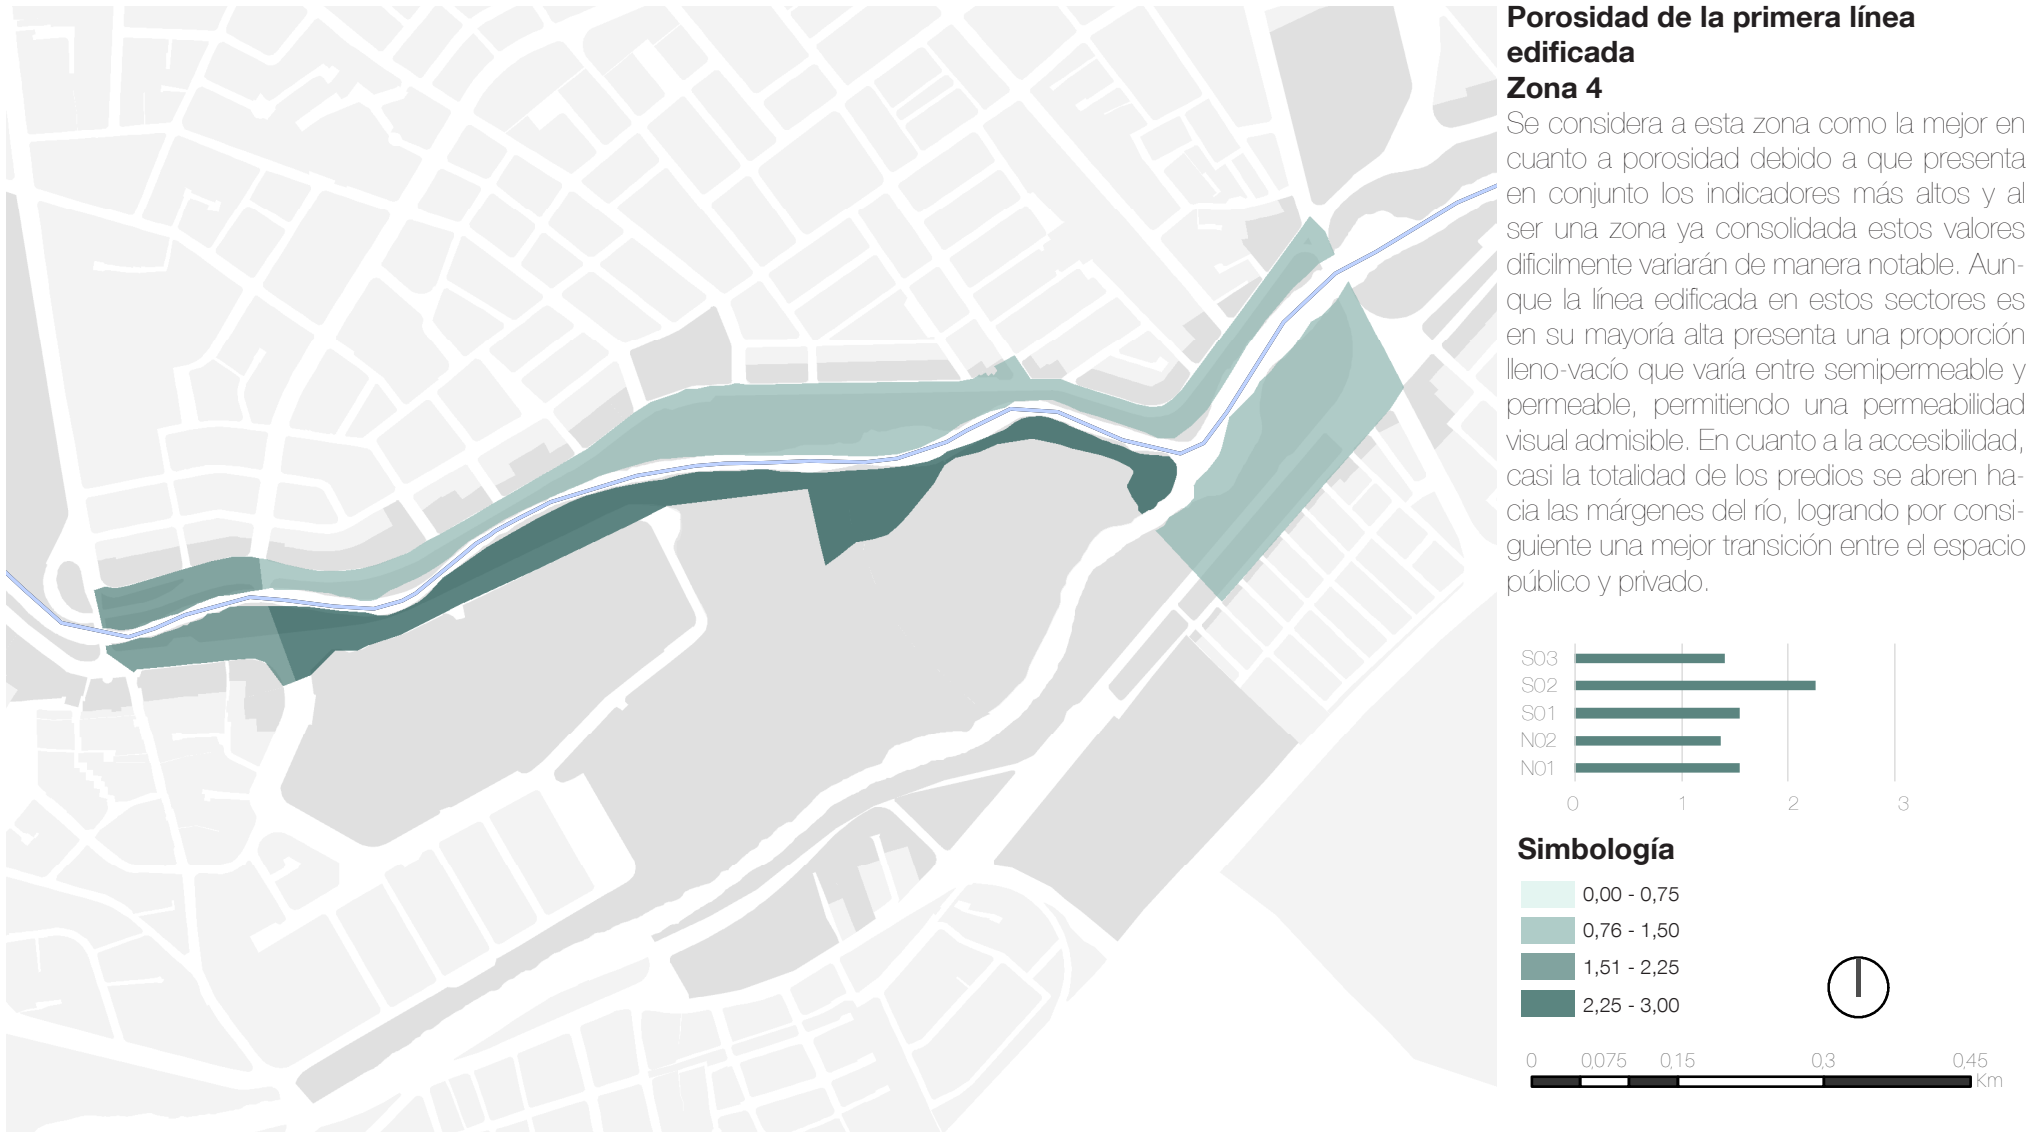 Porosidad de la primera línea
edificada
Zona 4
Se considera a esta zona como la mejor en
cuanto a porosidad debido a que presenta
en conjunto los indicadores más altos y al
ser una zona ya consolidada estos valores
dificilmente variarán de manera notable. Aun-
que la línea edificada en estos sectores es
en su mayoría alta presenta una proporción
lleno-vacío que varía entre semipermeable y
permeable, permitiendo una permeabilidad
visual admisible. En cuanto a la accesibilidad,
casi la totalidad de los predios se abren ha-
cia las márgenes del río, logrando por consi-
guiente una mejor transición entre el espacio
público y privado.
S03
S02
S01
N02
N01
0 1 2 3
Simbología
0,00 - 0,75
0,76 - 1,50
1,51 - 2,25
2,25 - 3,00
0 0,075 0,15 0,3 0,45
Km